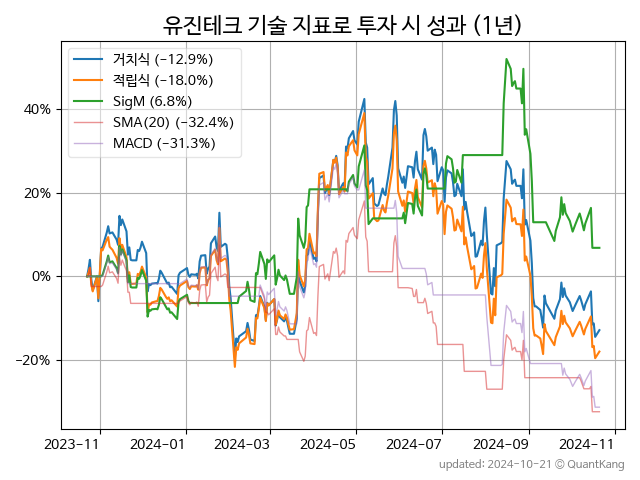 유진테크 기술 지표로 투자 시 성과 (1년)
거치식 (−12.9%)
적립식 (−18.0%)
SigM (6.8%)
SMA(20) (−32.4%)
MACD (−31.3%)
40%
20%
0%
−20%
2023-11 2024-01 2024-03 2024-05 2024-07 2024-09 2024-11
updated: 2024-10-21 © QuantKang